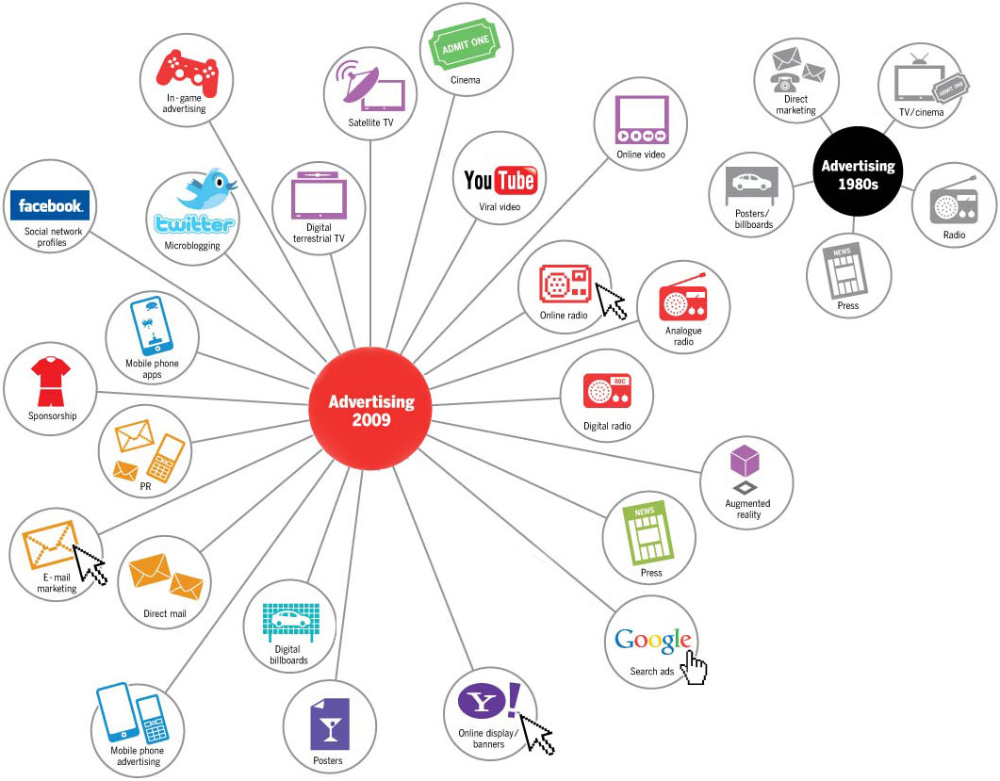 In-game
advertising
Satellite TV
ADMIT ONE
Cinema
Online video
facebook.
Social network
profiles
twitter
Microblogging
Digital
terrestrial TV
You Tube
Viral video
Online radio
Analogue
radio
Mobile phone
apps
Sponsorship
Advertising
2009
BBC
Digital radio
PR
Augmented
reality
NEWS
Press
E-mail
marketing
Direct mail
Digital
billboards
Google
Search ads
Mobile phone
advertising
Posters
Y!
Online display/
banners
Direct
marketing
ADMIT ONE
TV/cinema
Advertising
1980s
Posters/
billboards
Radio
NEWS
Press